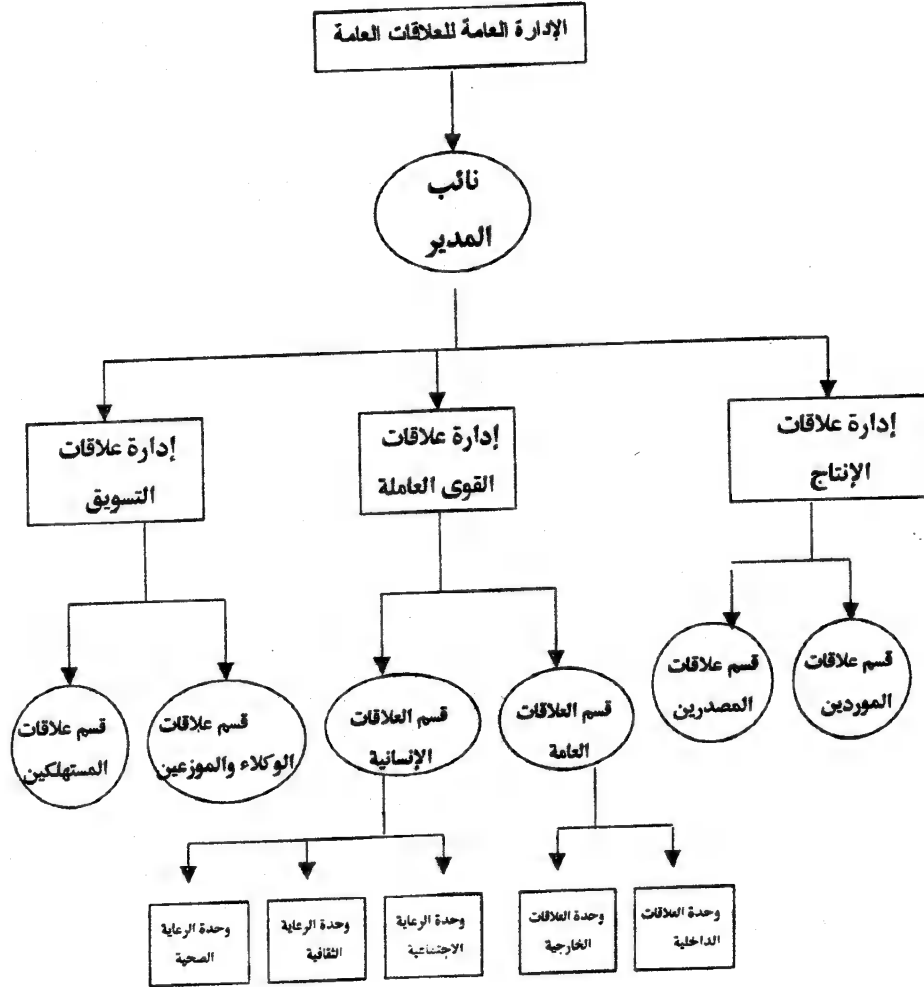 الإدارة العامة للعلاقات العامة
نائب
المدير
إدارة علاقات
الإنتاج
إدارة علاقات
القوى العاملة
إدارة علاقات
التسويق
قسم علاقات
الموردين
قسم علاقات
المصدرين
قسم العلاقات
العامة
قسم العلاقات
الإنسانية
قسم علاقات
الوكلاء والموزعين
قسم علاقات
المستهلكين
وحدة العلاقات
الداخلية
وحدة العلاقات
الخارجية
وحدة الرعاية
الاجتماعية
وحدة الرعاية
الثقافية
وحدة الرعاية
الصحية